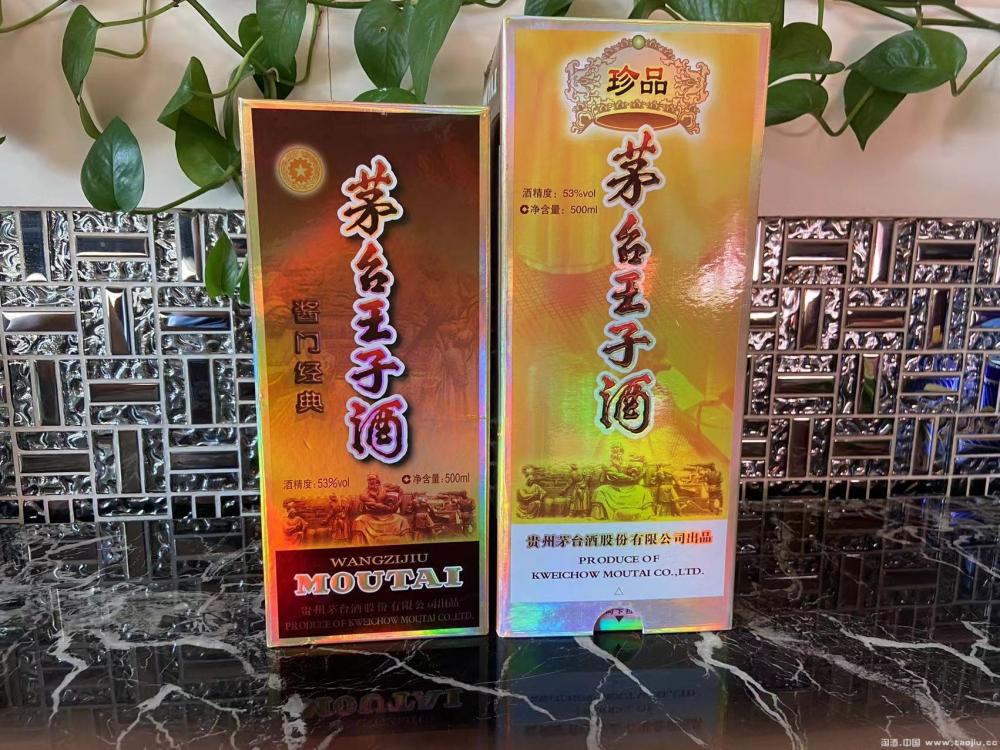 茅台王子酒
酱门经典
酒精度:53%vol
净含量:500ml
WANGZIJIU
MOUTAI
贵州茅台酒股份有限公司出品
PRODUCE OF KWEICHOW MOUTAI CO.,LTD.
珍品
茅台王子酒
酒精度:53%vol
净含量:500ml
贵州茅台酒股份有限公司出品
PRODUCE OF
KWEICHOW MOUTAI CO.,LTD.
淘酒.中国 www.taojiu.cc